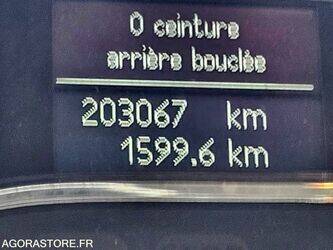 0 ceinture
arrière bouclée
203067 km
1599.6 km
AGORASTORE.FR